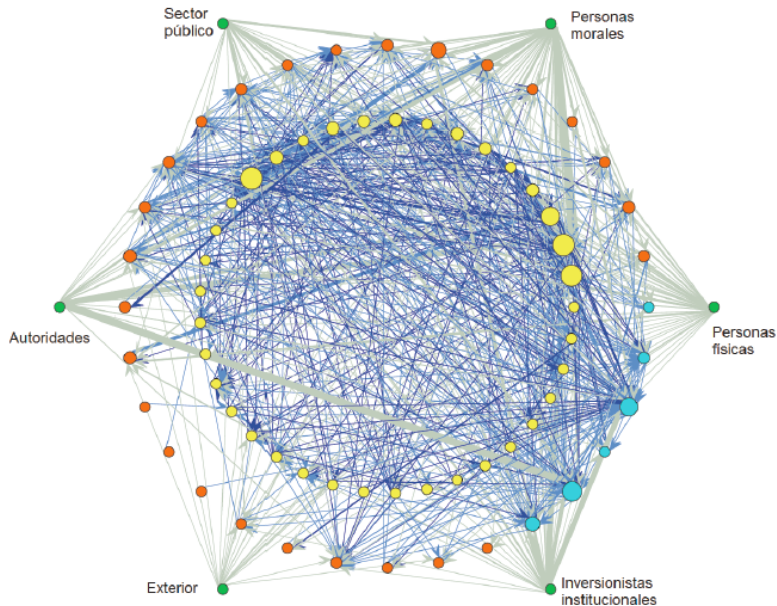 Sector
público
Personas
morales
Autoridades
Personas
físicas
Exterior
Inversionistas
institucionales